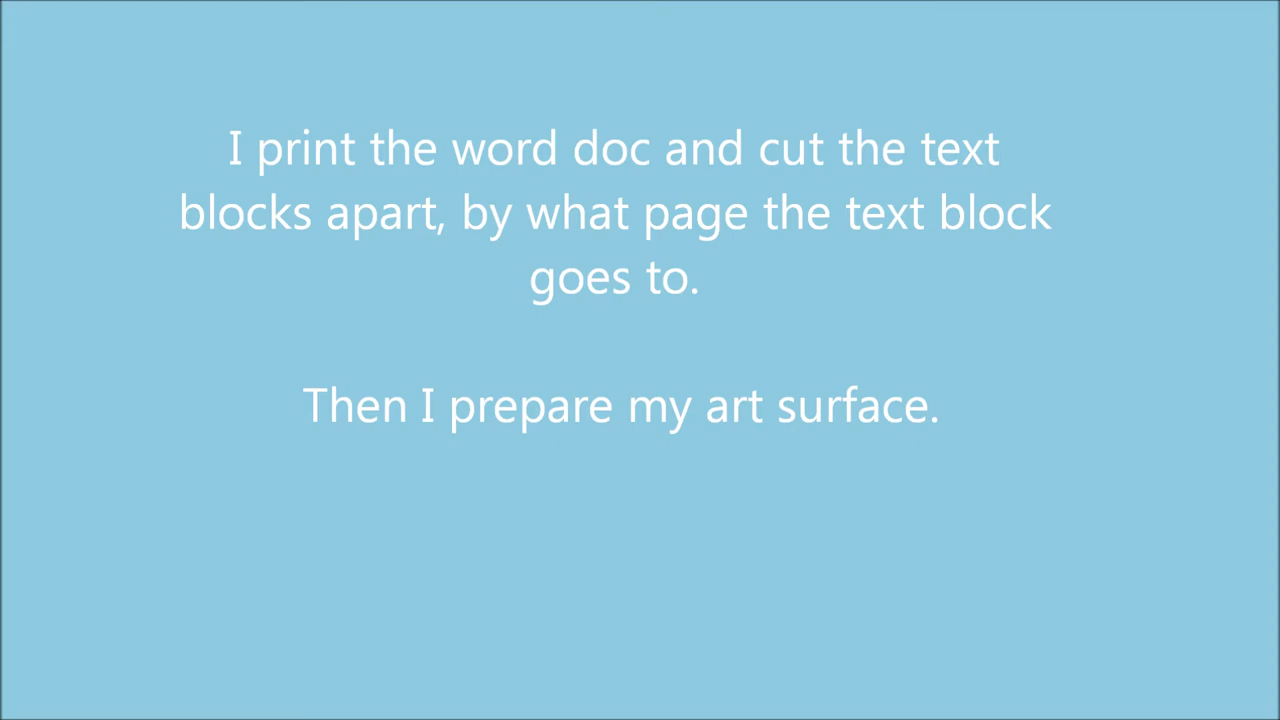 I print the word doc and cut the text
blocks apart, by what page the text block
goes to.
Then I prepare my art surface.